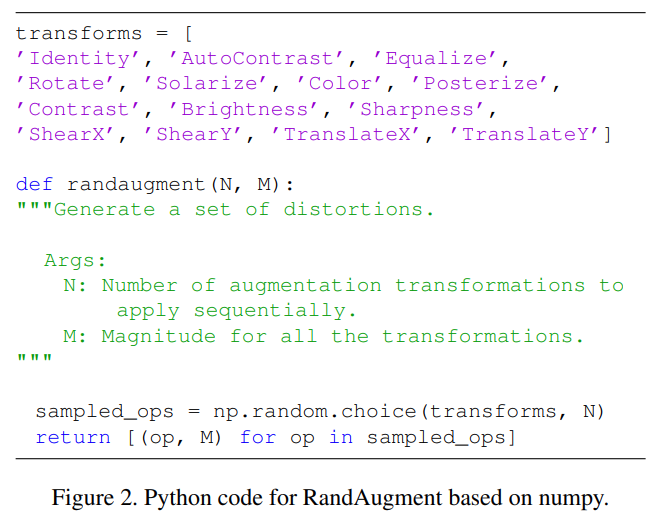 transforms = [
’Identity’, ’AutoContrast’, ’Equalize’,
’Rotate’, ’Solarize’, ’Color’, ’Posterize’,
’Contrast’, ’Brightness’, ’Sharpness’,
’ShearX’, ’ShearY’, ’TranslateX’, ’TranslateY’]
def randaugment(N, M):
"""Generate a set of distortions.
Args:
N: Number of augmentation transformations to
apply sequentially.
M: Magnitude for all the transformations.
"""
sampled_ops = np.random.choice(transforms, N)
return [(op, M) for op in sampled_ops]
Figure 2. Python code for RandAugment based on numpy.